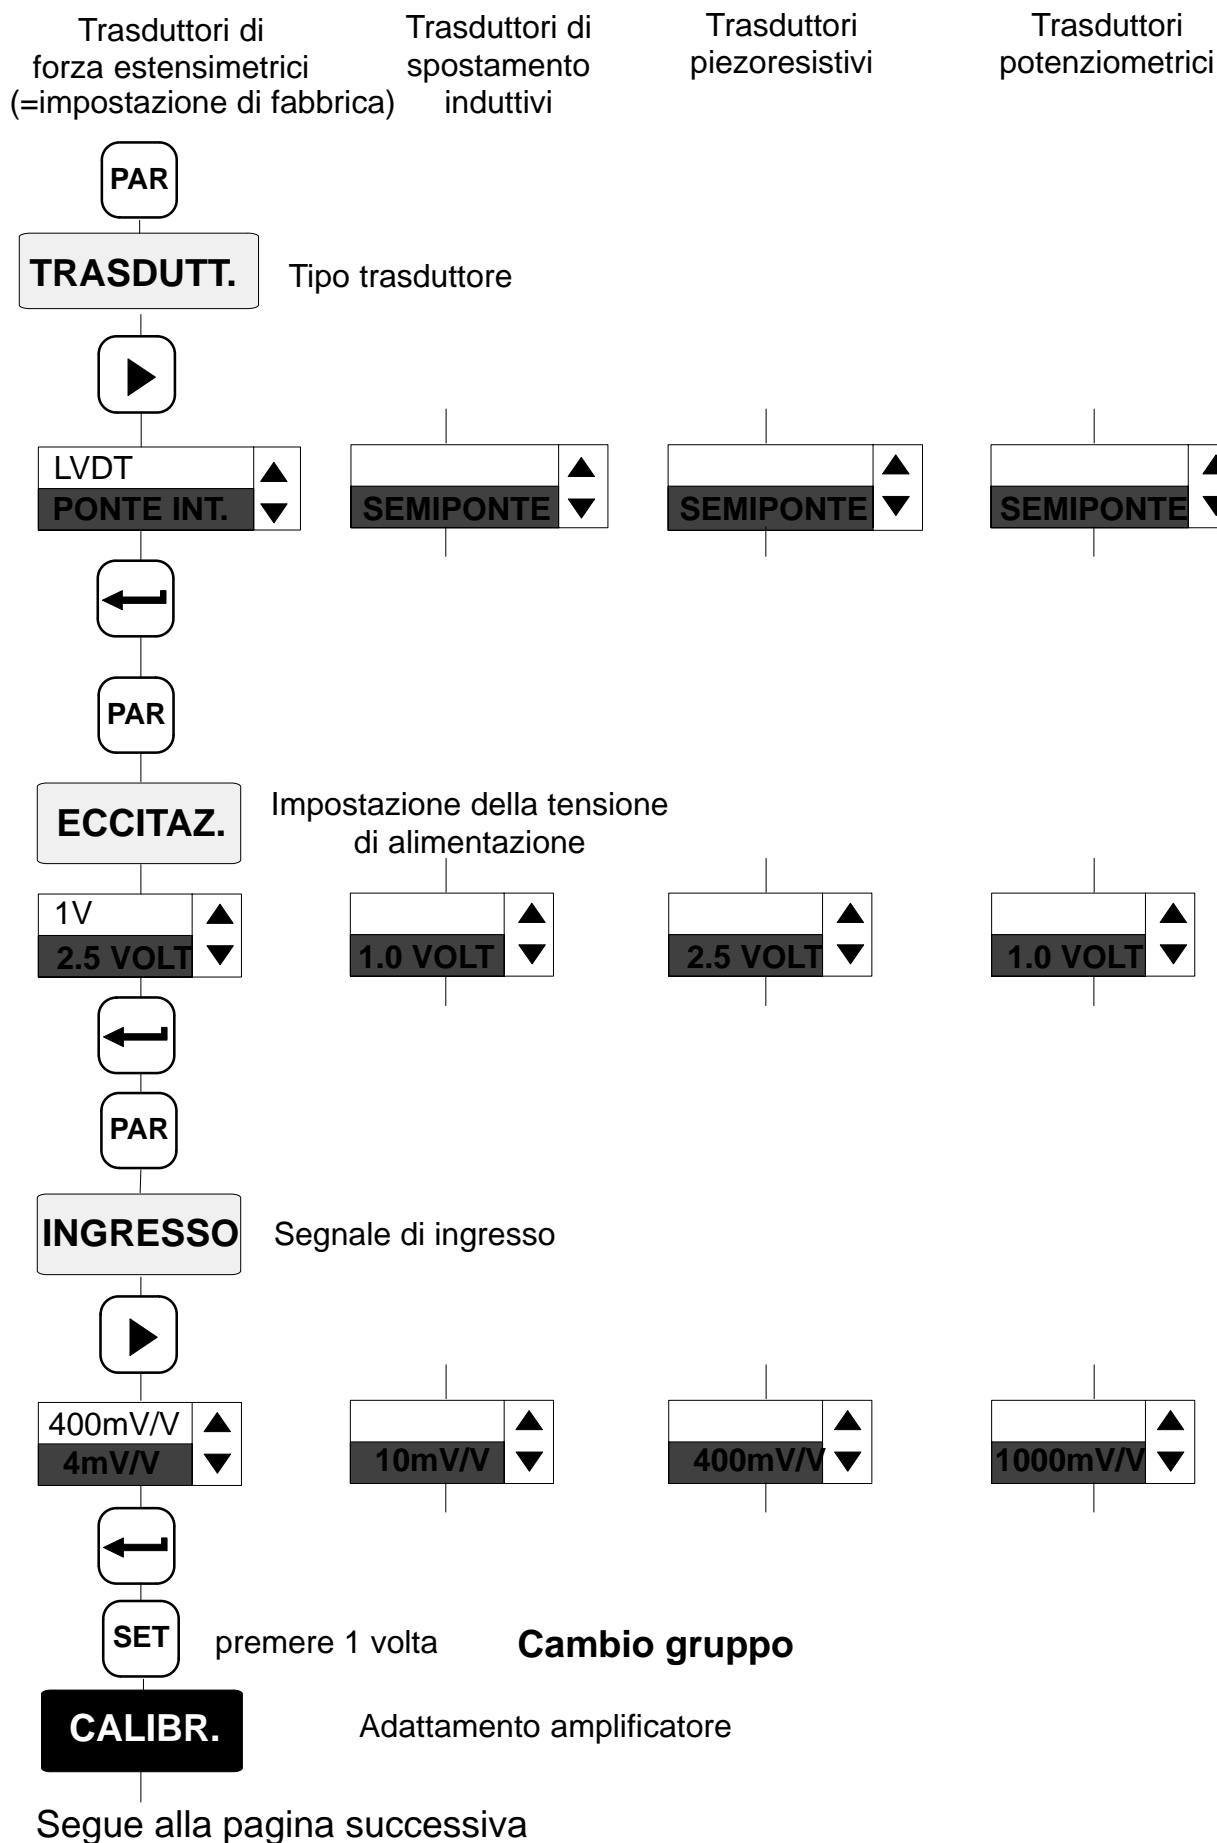 Trasduttori di
forza estensimetrici
(=impostazione di fabbrica)
Trasduttori di
spostamento
induttivi
Trasduttori
piezoresistivi
Trasduttori
potenziometrici
PAR
TRASDUTT.
Tipo trasduttore
LVDT
PONTE INT.
SEMIPONTE
SEMIPONTE
SEMIPONTE
PAR
ECCITAZ.
Impostazione della tensione
di alimentazione
1V
2.5 VOLT
1.0 VOLT
2.5 VOLT
1.0 VOLT
PAR
INGRESSO
Segnale di ingresso
400mV/V
4mV/V
10mV/V
400mV/V
1000mV/V
SET
premere 1 volta
Cambio gruppo
CALIBR.
Adattamento amplificatore
Segue alla pagina successiva